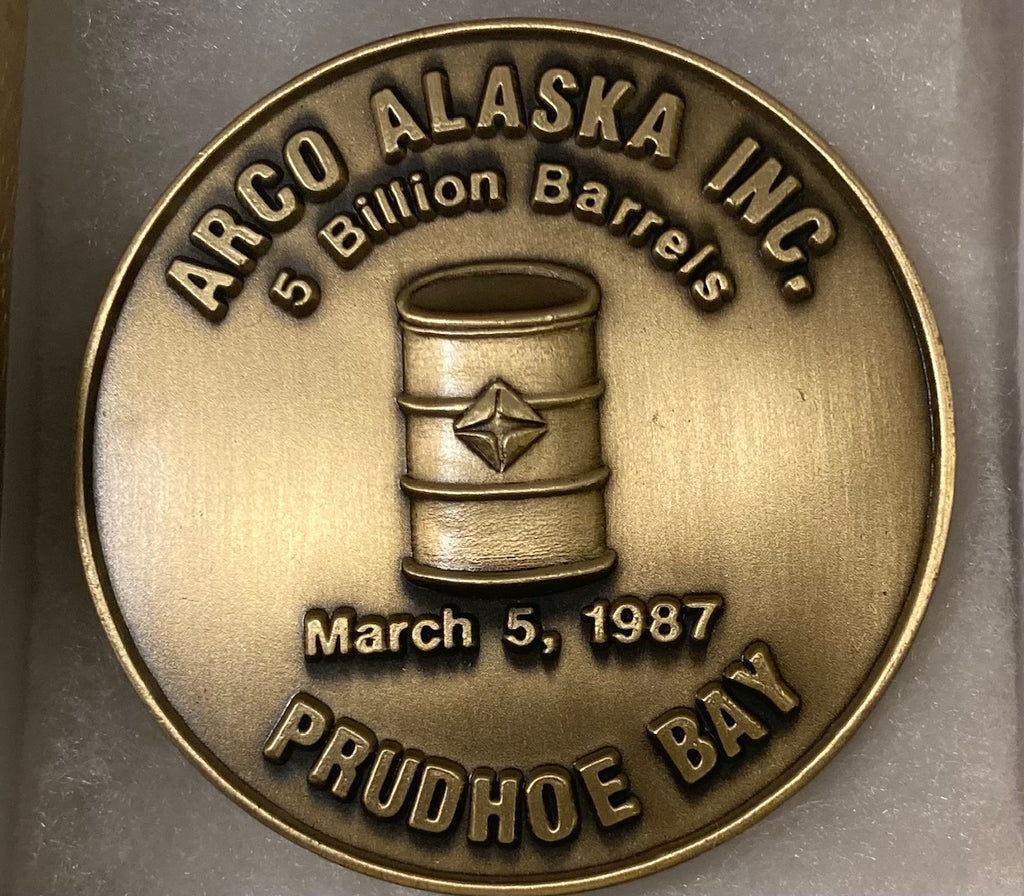 ARCO ALASKA INC.
5 Billion Barrels
March 5, 1987
PRUDHOE BAY